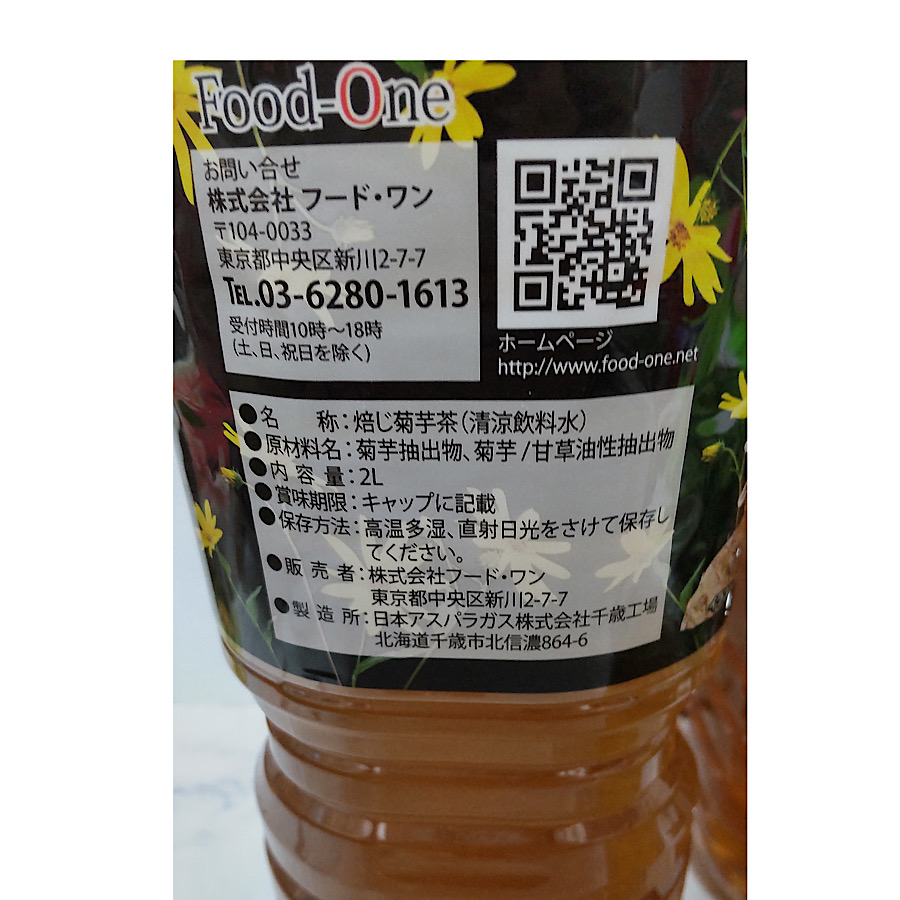 Food-One
お問い合せ
株式会社 フード・ワン
〒104-0033
東京都中央区新川2-7-7
TEL.03-6280-1613
受付時間10時〜18時
(土、日、祝日を除く)
ホームページ
http://www.food-one.net
●名　　称：焙じ菊芋茶（清涼飲料水）
●原材料名：菊芋抽出物、菊芋/甘草油性抽出物
●内 容 量：2L
●賞味期限：キャップに記載
●保存方法：高温多湿、直射日光をさけて保存し
てください。
●販 売 者：株式会社フード・ワン
東京都中央区新川2-7-7
●製 造 所：日本アスパラガス株式会社千歳工場
北海道千歳市北信濃864-6